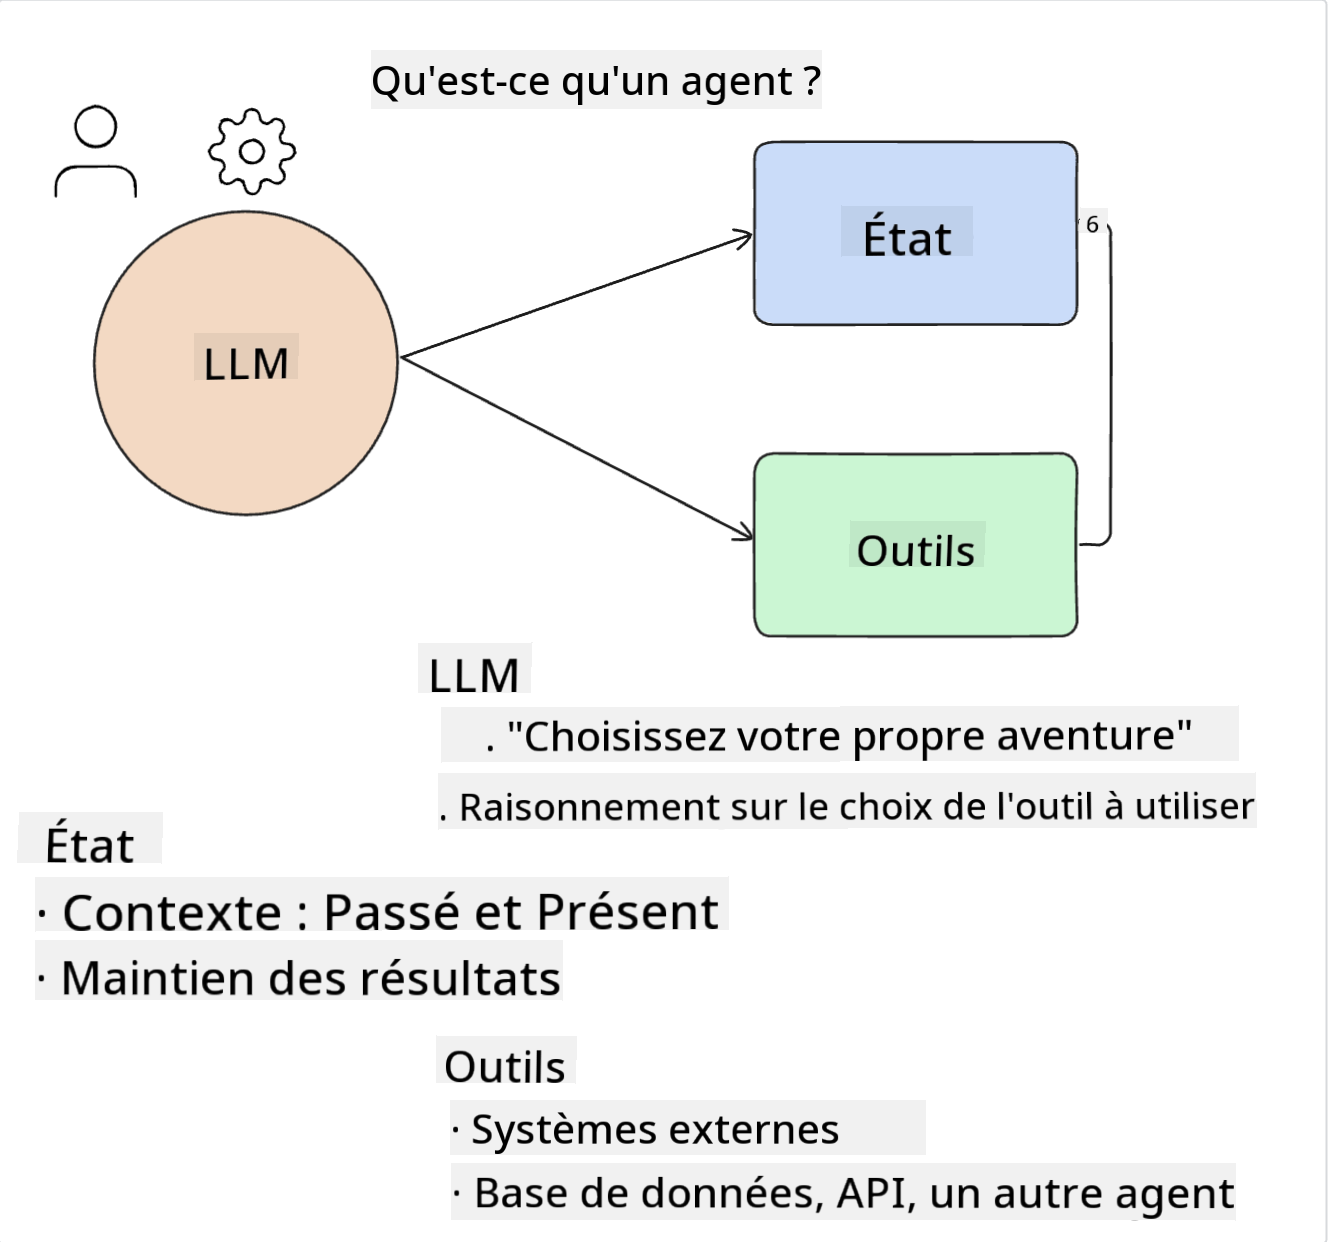 Qu'est-ce qu'un agent ?
État
6
LLM
Outils
LLM
. "Choisissez votre propre aventure"
. Raisonnement sur le choix de l'outil à utiliser
État
· Contexte : Passé et Présent
· Maintien des résultats
Outils
· Systèmes externes
· Base de données, API, un autre agent